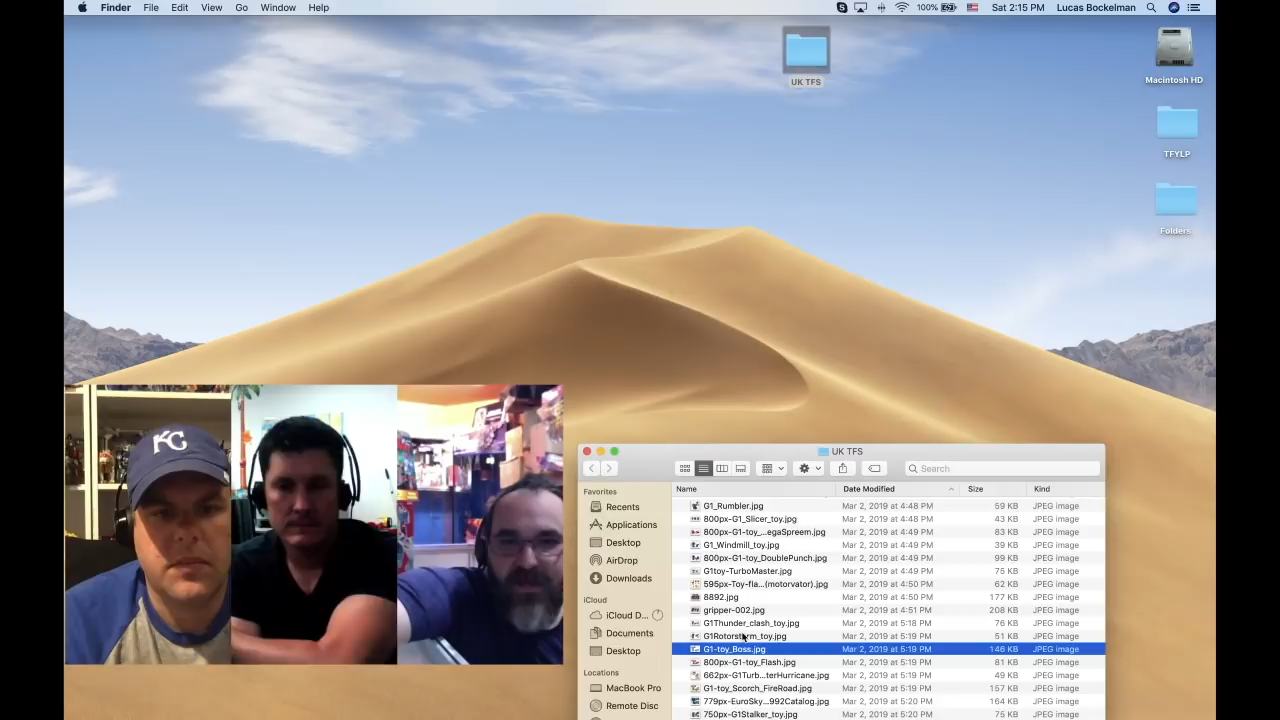 Finder File Edit View Go Window Help 100% Sat 2:15 PM Lucas Bockelman
UK TFS
Macintosh HD
TFYLP
Folders
KC
UK TFS
Search
Favorites
Recents
Applications
Desktop
AirDrop
Downloads
iCloud
iCloud D...
Documents
Desktop
Locations
MacBook Pro
Remote Disc
Name Date Modified Size Kind
G1_Rumbler.jpg Mar 2, 2019 at 4:48 PM 59 KB JPEG image
800px-G1_Slicer_toy.jpg Mar 2, 2019 at 4:48 PM 43 KB JPEG image
800px-G1-toy_...egaSpreem.jpg Mar 2, 2019 at 4:49 PM 83 KB JPEG image
G1_Windmill_toy.jpg Mar 2, 2019 at 4:49 PM 39 KB JPEG image
800px-G1-toy_DoublePunch.jpg Mar 2, 2019 at 4:49 PM 99 KB JPEG image
G1toy-TurboMaster.jpg Mar 2, 2019 at 4:49 PM 75 KB JPEG image
595px-Toy-fla...(motorvator).jpg Mar 2, 2019 at 4:50 PM 62 KB JPEG image
8892.jpg Mar 2, 2019 at 4:50 PM 177 KB JPEG image
gripper-002.jpg Mar 2, 2019 at 4:51 PM 208 KB JPEG image
G1Thunder_clash_toy.jpg Mar 2, 2019 at 5:18 PM 76 KB JPEG image
G1Rotorstorm_toy.jpg Mar 2, 2019 at 5:19 PM 51 KB JPEG image
G1-toy_Boss.jpg Mar 2, 2019 at 5:19 PM 146 KB JPEG image
800px-G1-toy_Flash.jpg Mar 2, 2019 at 5:19 PM 81 KB JPEG image
662px-G1Turb...terHurricane.jpg Mar 2, 2019 at 5:19 PM 49 KB JPEG image
G1-toy_Scorch_FireRoad.jpg Mar 2, 2019 at 5:19 PM 157 KB JPEG image
779px-EuroSky...992Catalog.jpg Mar 2, 2019 at 5:20 PM 164 KB JPEG image
750px-G1Stalker_toy.jpg Mar 2, 2019 at 5:20 PM 75 KB JPEG image